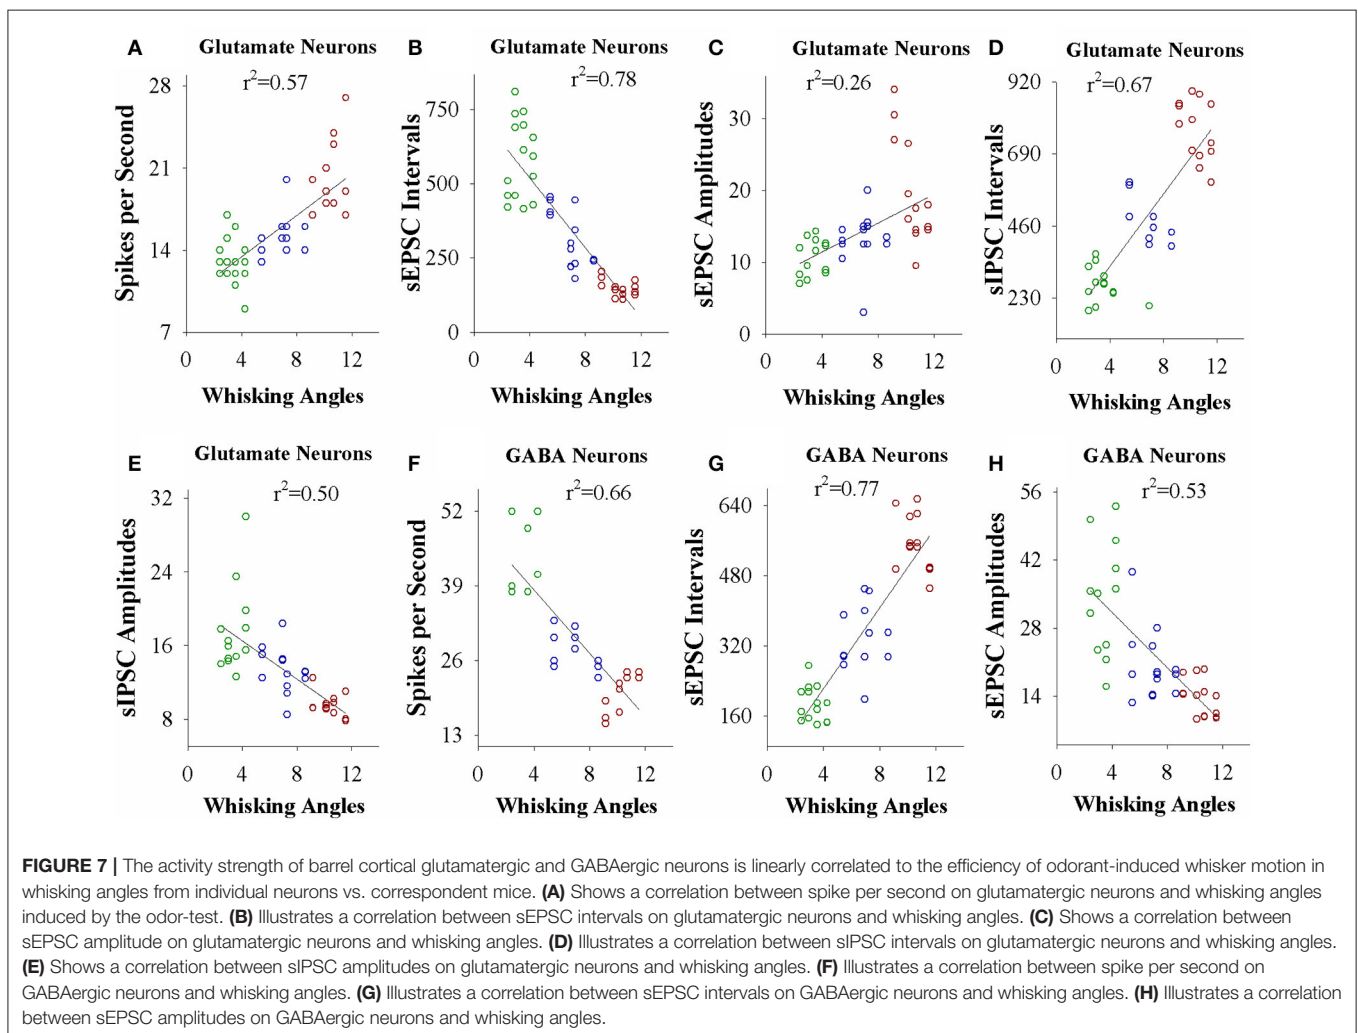 A
Glutamate Neurons
r²=0.57
Spikes per Second
28
21
14
7
0 4 8 12
Whisking Angles
B
Glutamate Neurons
r²=0.78
sEPSC Intervals
750
500
250
0
0 4 8 12
Whisking Angles
C
Glutamate Neurons
r²=0.26
sEPSC Amplitudes
30
20
10
0
0 4 8 12
Whisking Angles
D
Glutamate Neurons
r²=0.67
sIPSC Intervals
920
690
460
230
0 4 8 12
Whisking Angles
E
Glutamate Neurons
r²=0.50
sIPSC Amplitudes
32
24
16
8
0 4 8 12
Whisking Angles
F
GABA Neurons
r²=0.66
Spikes per Second
52
39
26
13
0 4 8 12
Whisking Angles
G
GABA Neurons
r²=0.77
sEPSC Intervals
640
480
320
160
0 4 8 12
Whisking Angles
H
GABA Neurons
r²=0.53
sEPSC Amplitudes
56
42
28
14
0 4 8 12
Whisking Angles
FIGURE 7 | The activity strength of barrel cortical glutamatergic and GABAergic neurons is linearly correlated to the efficiency of odorant-induced whisker motion in
whisking angles from individual neurons vs. correspondent mice. (A) Shows a correlation between spike per second on glutamatergic neurons and whisking angles
induced by the odor-test. (B) Illustrates a correlation between sEPSC intervals on glutamatergic neurons and whisking angles. (C) Shows a correlation between
sEPSC amplitude on glutamatergic neurons and whisking angles. (D) Illustrates a correlation between sIPSC intervals on glutamatergic neurons and whisking angles.
(E) Shows a correlation between sIPSC amplitudes on glutamatergic neurons and whisking angles. (F) Illustrates a correlation between spike per second on
GABAergic neurons and whisking angles. (G) Illustrates a correlation between sEPSC intervals on GABAergic neurons and whisking angles. (H) Illustrates a correlation
between sEPSC amplitudes on GABAergic neurons and whisking angles.